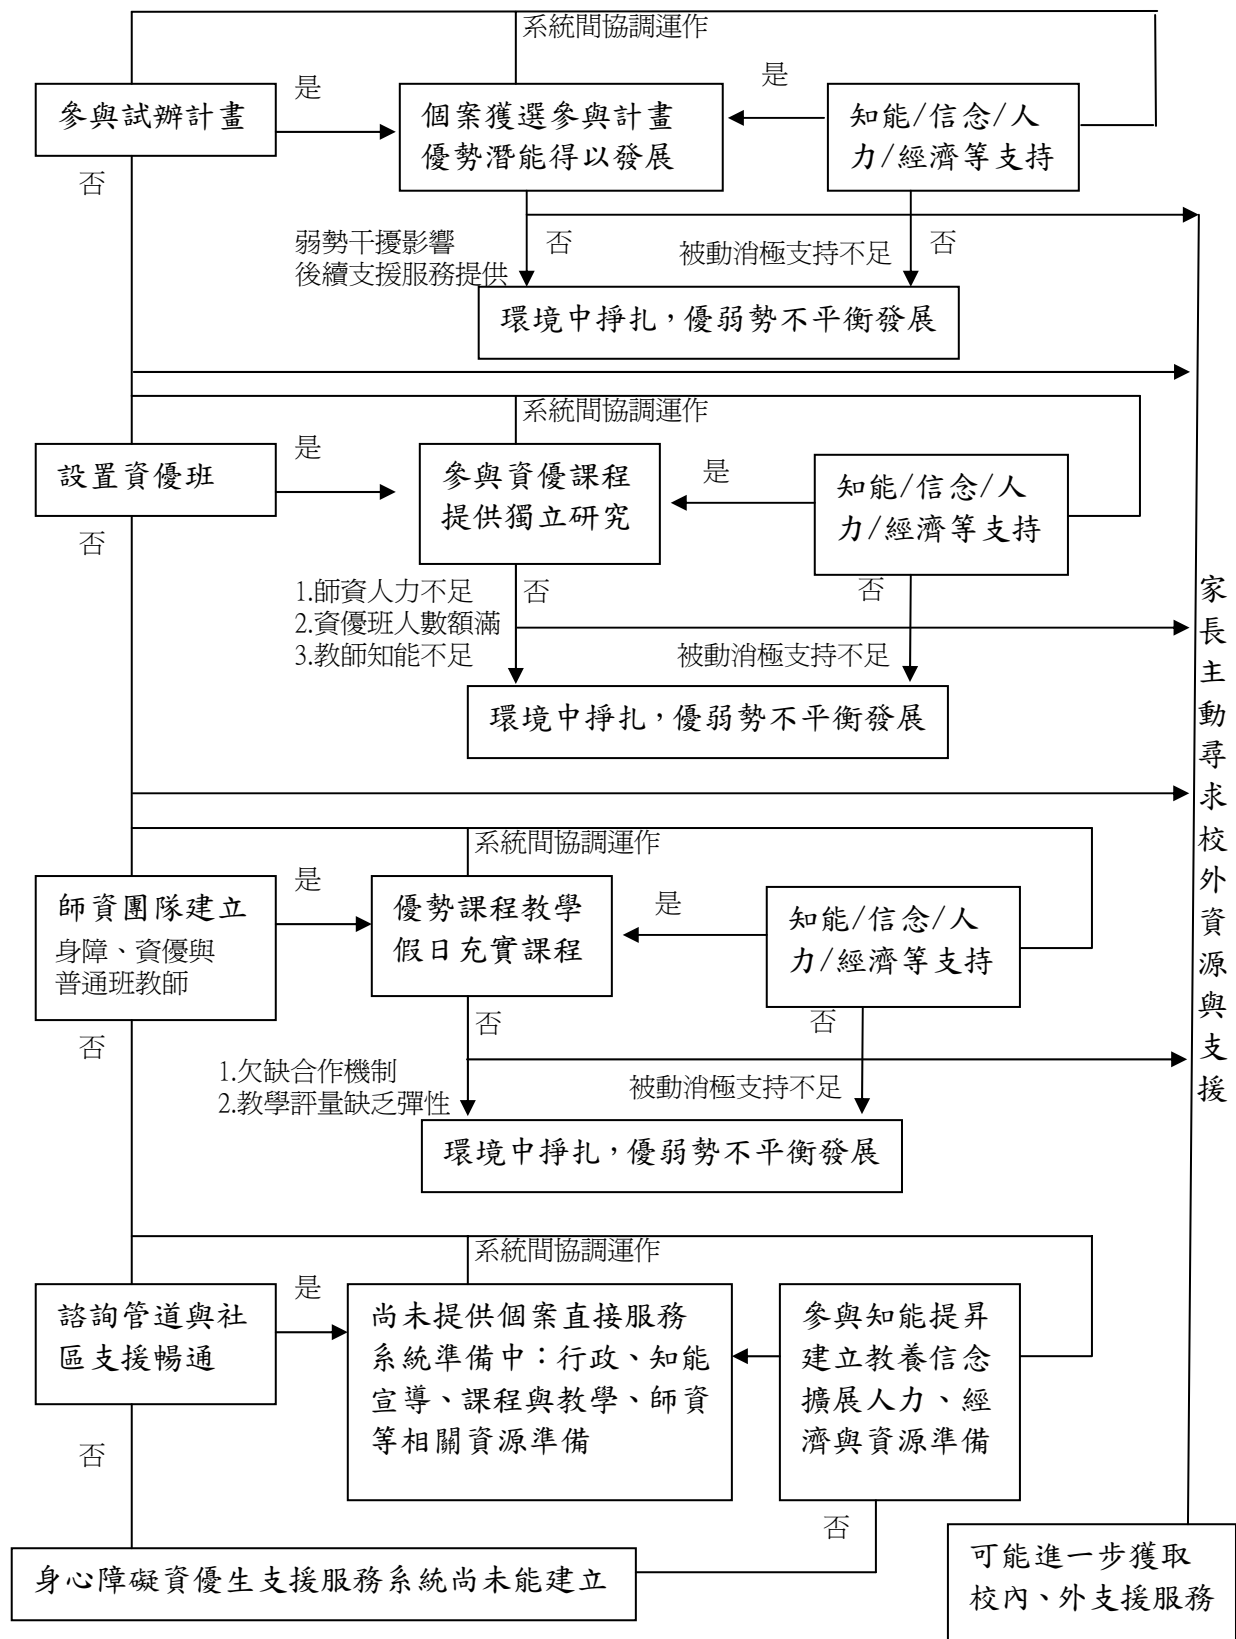 系統間協調運作
參與試辦計畫
是
個案獲選參與計畫
優勢潛能得以發展
是
知能/信念/人
力/經濟等支持
否
弱勢干擾影響
後續支援服務提供
否
被動消極支持不足
否
環境中掙扎，優弱勢不平衡發展
系統間協調運作
設置資優班
是
參與資優課程
提供獨立研究
是
知能/信念/人
力/經濟等支持
否
1.師資人力不足
2.資優班人數額滿
3.教師知能不足
否
被動消極支持不足
否
環境中掙扎，優弱勢不平衡發展
家長主動尋求校外資源與支援
系統間協調運作
師資團隊建立
身障、資優與
普通班教師
是
優勢課程教學
假日充實課程
是
知能/信念/人
力/經濟等支持
否
1.欠缺合作機制
2.教學評量缺乏彈性
否
被動消極支持不足
否
環境中掙扎，優弱勢不平衡發展
系統間協調運作
諮詢管道與社
區支援暢通
是
尚未提供個案直接服務
系統準備中：行政、知能
宣導、課程與教學、師資
等相關資源準備
參與知能提昇
建立教養信念
擴展人力、經
濟與資源準備
否
否
身心障礙資優生支援服務系統尚未能建立
可能進一步獲取
校內、外支援服務